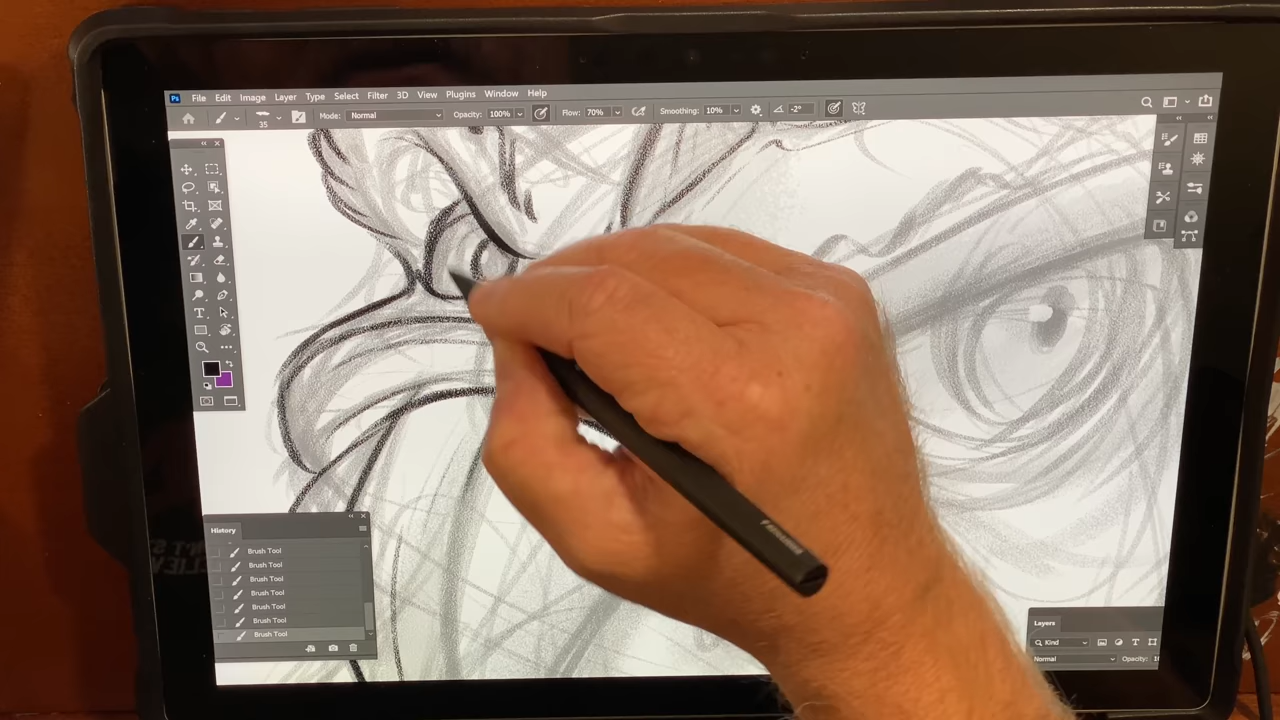 Ps File Edit Image Layer Type Select Filter 3D View Plugins Window Help
35 Mode: Normal Opacity: 100% Flow: 70% Smoothing: 10% -2°
History
Brush Tool
Brush Tool
Brush Tool
Brush Tool
Brush Tool
Brush Tool
Brush Tool
Layers
Kind
Normal Opacity: